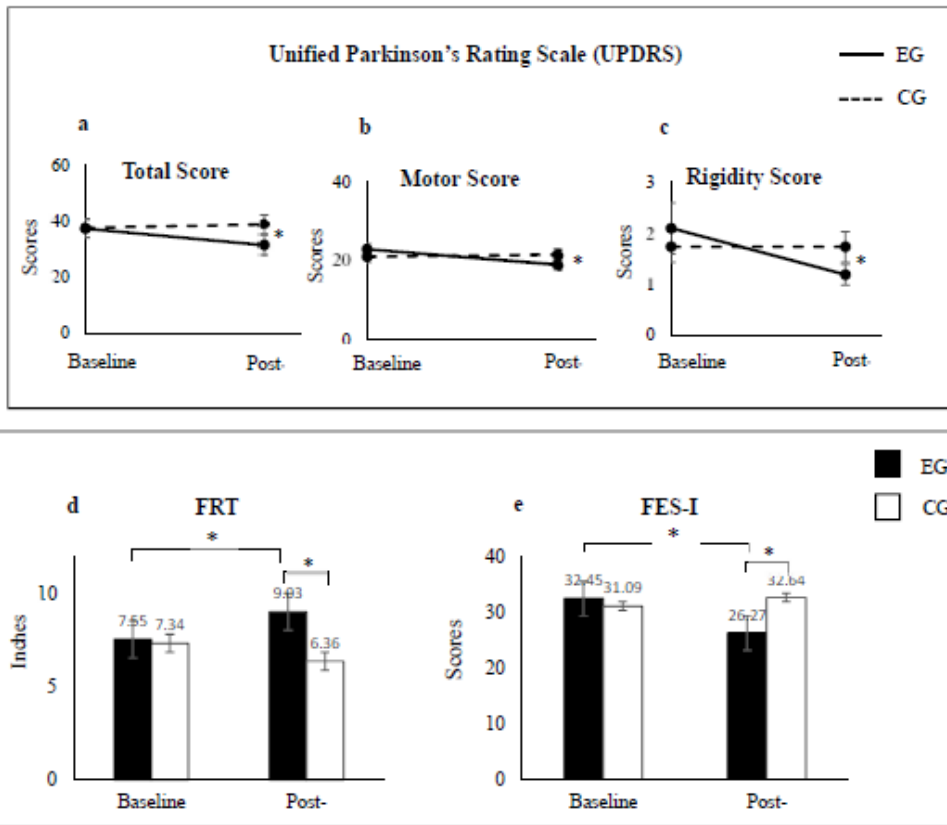 Unified Parkinson's Rating Scale (UPDRS)
EG
CG
a
b
c
Total Score
Motor Score
Rigidity Score
60
40
20
0
Scores
Baseline
Post-
40
20
0
Scores
Baseline
Post-
3
2
1
0
Scores
Baseline
Post-
*
*
*
EG
CG
d
FRT
e
FES-I
*
*
10
5
0
Inches
7.55
7.34
9.03
6.36
Baseline
Post-
*
*
40
30
20
10
0
Scores
32.45
31.09
26.27
32.64
Baseline
Post-